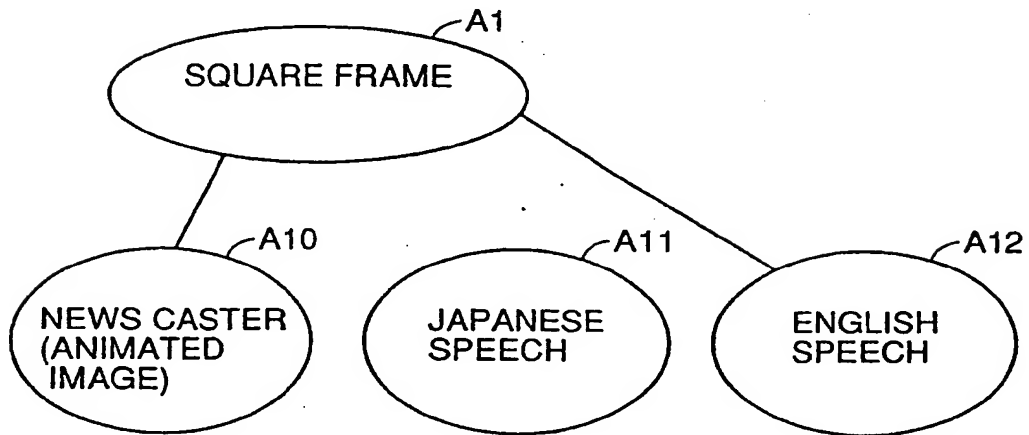 A1
SQUARE FRAME
A10
A11
A12
NEWS CASTER
(ANIMATED
IMAGE)
JAPANESE
SPEECH
ENGLISH
SPEECH